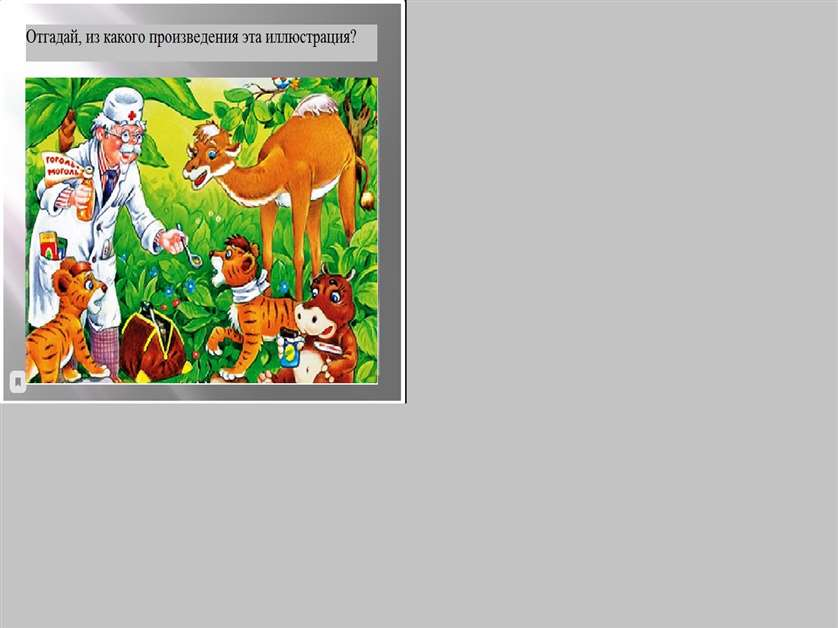 Отгадай, из какого произведения эта иллюстрация?
ГОГОЛЬ-
МОГОЛЬ